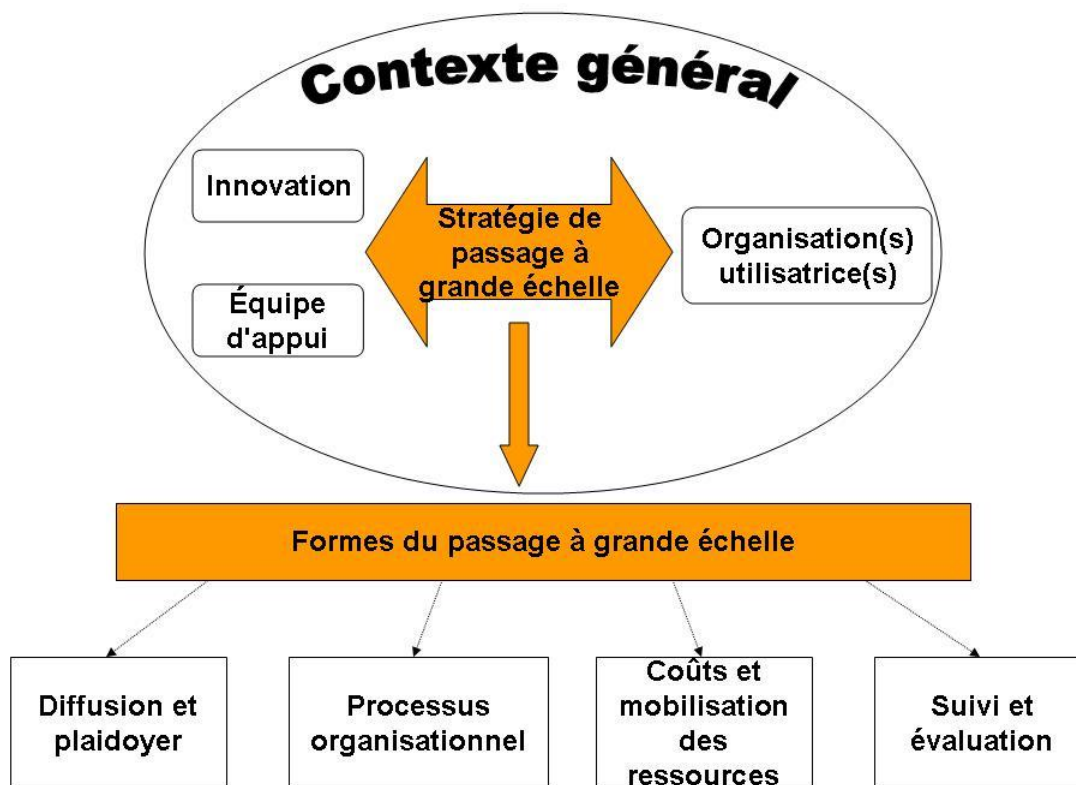 Contexte général
Innovation
Stratégie de
passage à
grande échelle
Organisation(s)
utilisatrice(s)
Équipe
d'appui
Formes du passage à grande échelle
Diffusion et
plaidoyer
Processus
organisationnel
Coûts et
mobilisation
des
ressources
Suivi et
évaluation